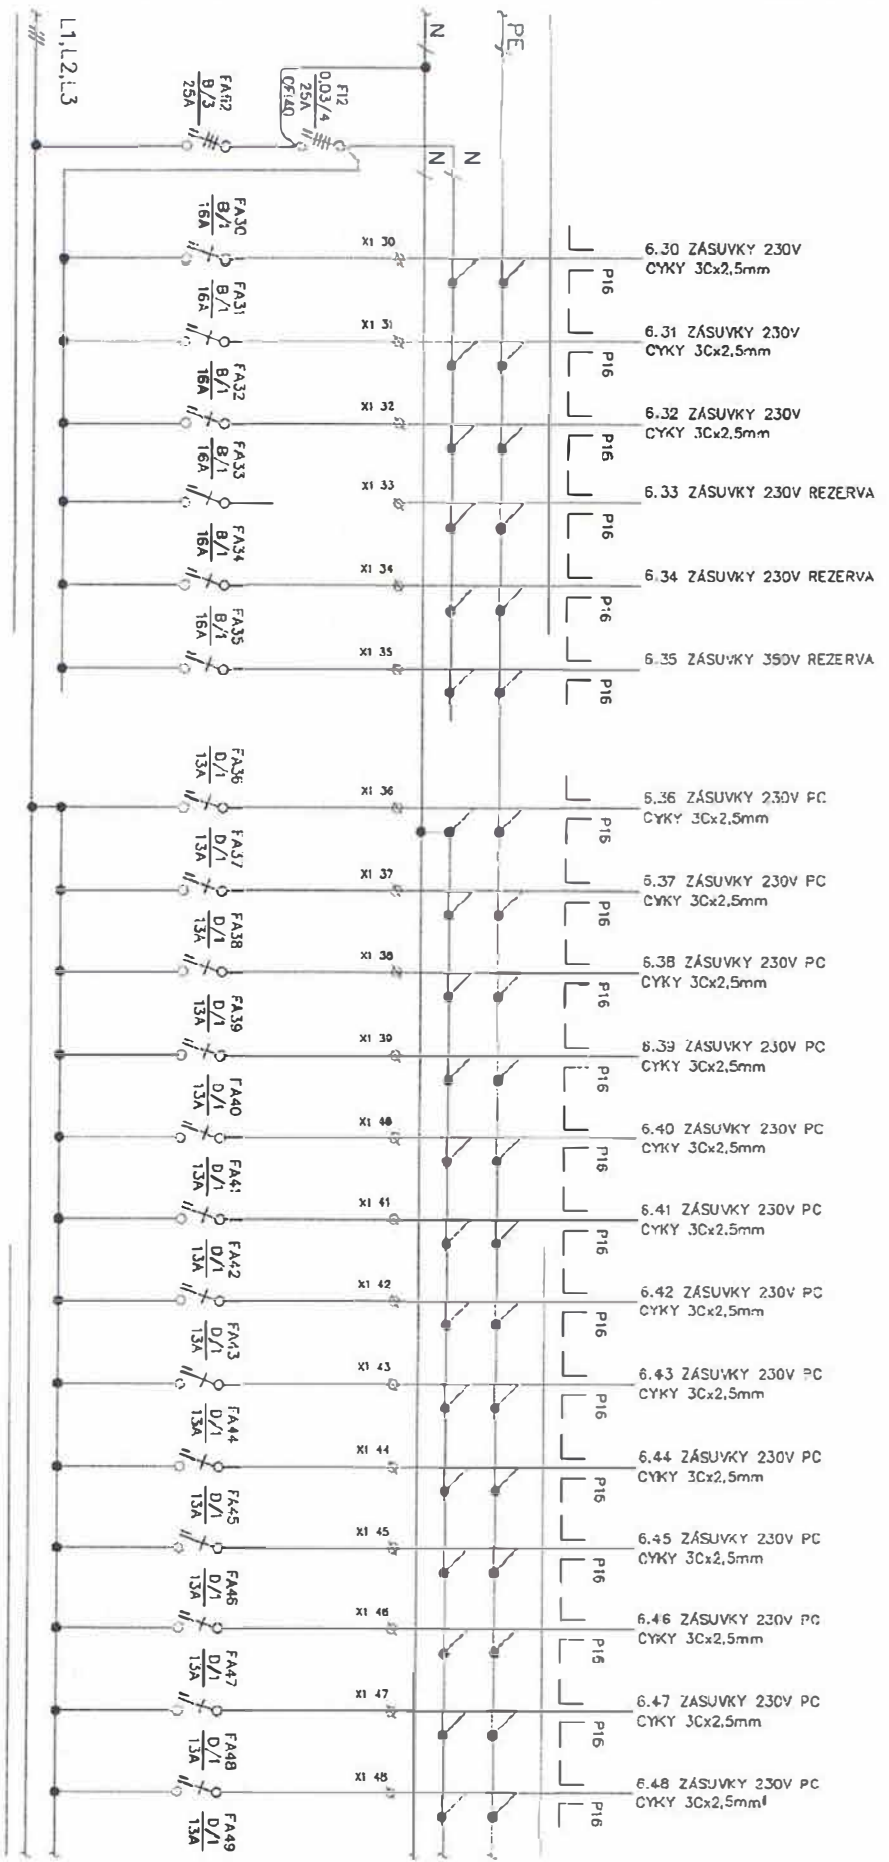 L1,L2,L3
N
PE
FAfi2
B/3
25A
FI2
0,03/4
25A
CFI40
N
N
FA30
B/1
16A
X1 30
P16
6.30 ZÁSUVKY 230V
CYKY 3Cx2,5mm
FA31
B/1
16A
X1 31
P16
6.31 ZÁSUVKY 230V
CYKY 3Cx2,5mm
FA32
B/1
16A
X1 32
P16
6.32 ZÁSUVKY 230V
CYKY 3Cx2,5mm
FA33
B/1
16A
X1 33
P16
6.33 ZÁSUVKY 230V REZERVA
FA34
B/1
16A
X1 34
P16
6.34 ZÁSUVKY 230V REZERVA
FA35
B/1
16A
X1 35
P16
6.35 ZÁSUVKY 350V REZERVA
FA36
D/1
13A
X1 36
P16
6.36 ZÁSUVKY 230V PC
CYKY 3Cx2,5mm
FA37
D/1
13A
X1 37
P16
6.37 ZÁSUVKY 230V PC
CYKY 3Cx2,5mm
FA38
D/1
13A
X1 38
P16
6.38 ZÁSUVKY 230V PC
CYKY 3Cx2,5mm
FA39
D/1
13A
X1 39
P16
6.39 ZÁSUVKY 230V PC
CYKY 3Cx2,5mm
FA40
D/1
13A
X1 40
P16
6.40 ZÁSUVKY 230V PC
CYKY 3Cx2,5mm
FA41
D/1
13A
X1 41
P16
6.41 ZÁSUVKY 230V PC
CYKY 3Cx2,5mm
FA42
D/1
13A
X1 42
P16
6.42 ZÁSUVKY 230V PC
CYKY 3Cx2,5mm
FA43
D/1
13A
X1 43
P16
6.43 ZÁSUVKY 230V PC
CYKY 3Cx2,5mm
FA44
D/1
13A
X1 44
P16
6.44 ZÁSUVKY 230V PC
CYKY 3Cx2,5mm
FA45
D/1
13A
X1 45
P16
6.45 ZÁSUVKY 230V PC
CYKY 3Cx2,5mm
FA46
D/1
13A
X1 46
P16
6.46 ZÁSUVKY 230V PC
CYKY 3Cx2,5mm
FA47
D/1
13A
X1 47
P16
6.47 ZÁSUVKY 230V PC
CYKY 3Cx2,5mm
FA48
D/1
13A
X1 48
P16
6.48 ZÁSUVKY 230V PC
CYKY 3Cx2,5mm
FA49
D/1
13A